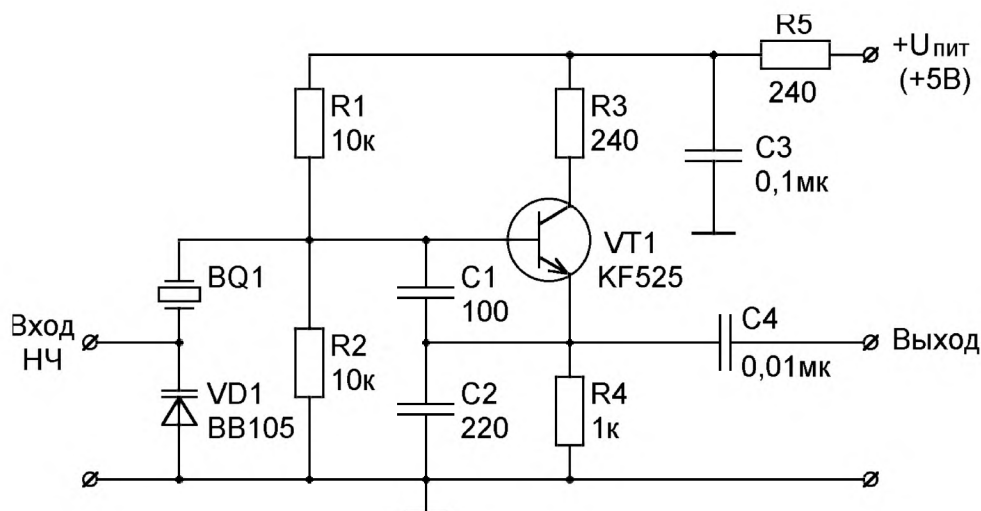 R5
240
+Uпит
(+5В)
R1
10к
R3
240
C3
0,1мк
VT1
KF525
BQ1
C1
100
C4
0,01мк
Вход
НЧ
Выход
R2
10к
VD1
BB105
C2
220
R4
1к